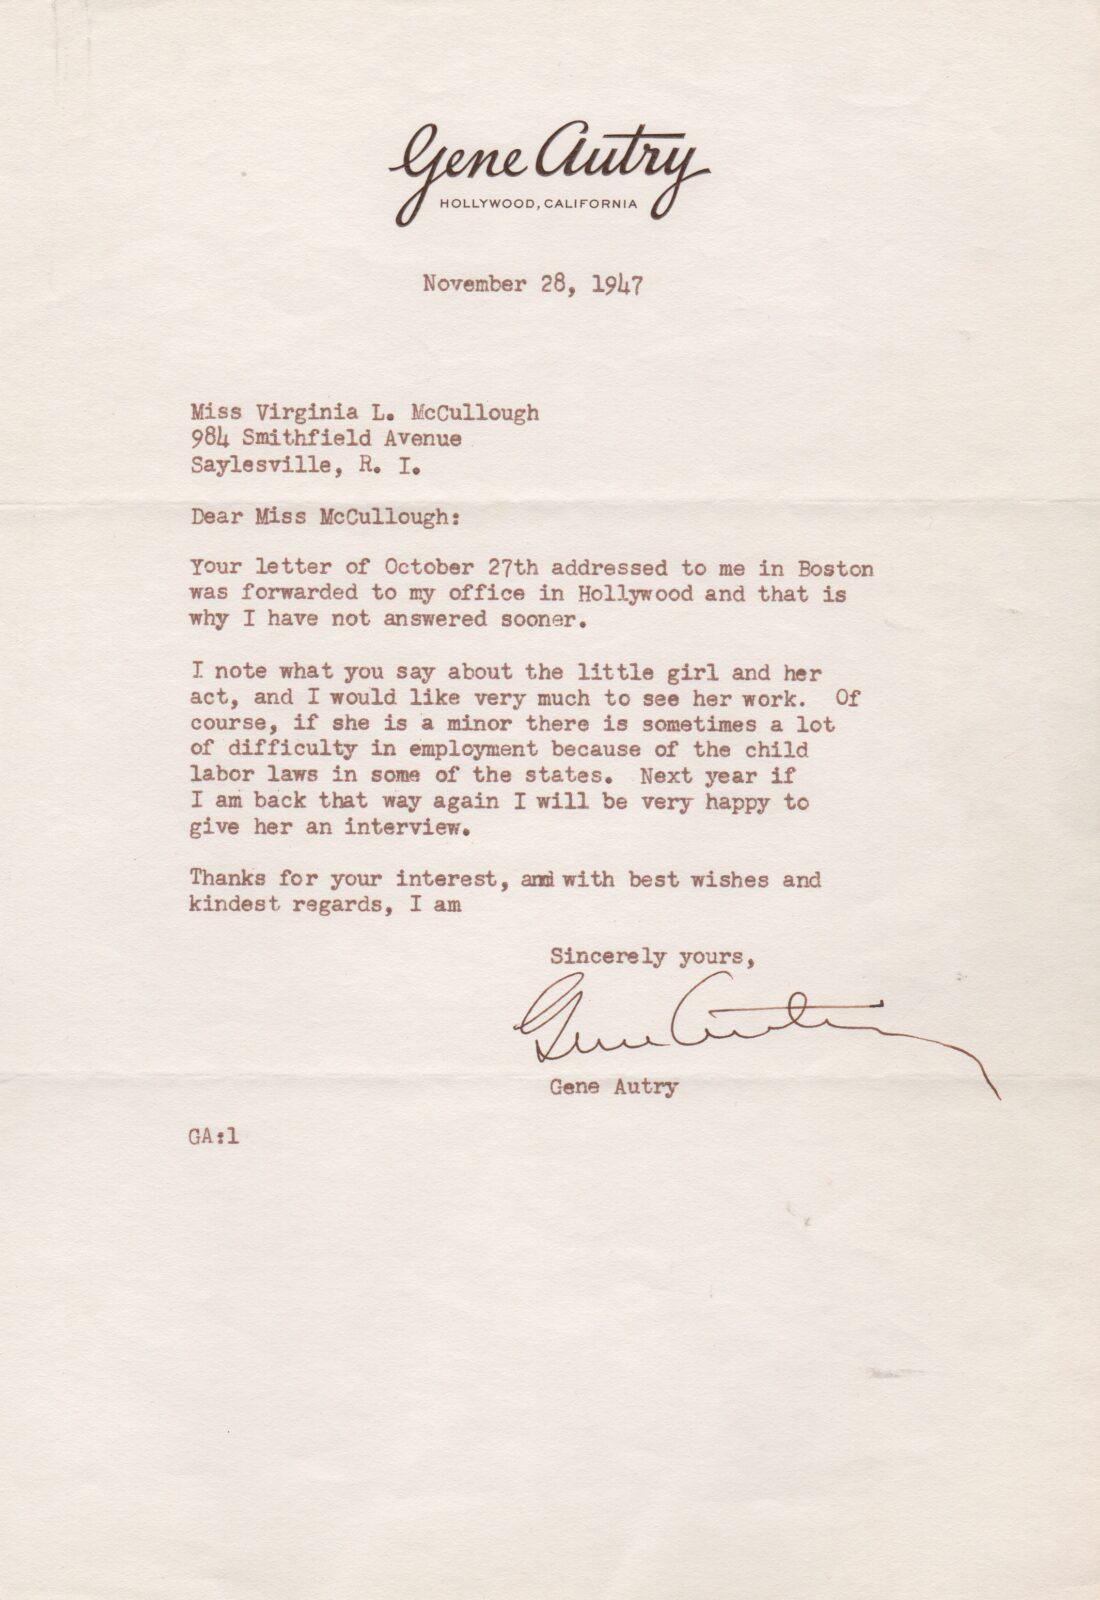 Gene Autry
HOLLYWOOD, CALIFORNIA
November 28, 1947
Miss Virginia L. McCullough
984 Smithfield Avenue
Saylesville, R. I.
Dear Miss McCullough:
Your letter of October 27th addressed to me in Boston
was forwarded to my office in Hollywood and that is
why I have not answered sooner.
I note what you say about the little girl and her
act, and I would like very much to see her work. Of
course, if she is a minor there is sometimes a lot
of difficulty in employment because of the child
labor laws in some of the states. Next year if
I am back that way again I will be very happy to
give her an interview.
Thanks for your interest, and with best wishes and
kindest regards, I am
Sincerely yours,
Gene Autry
Gene Autry
GA:l